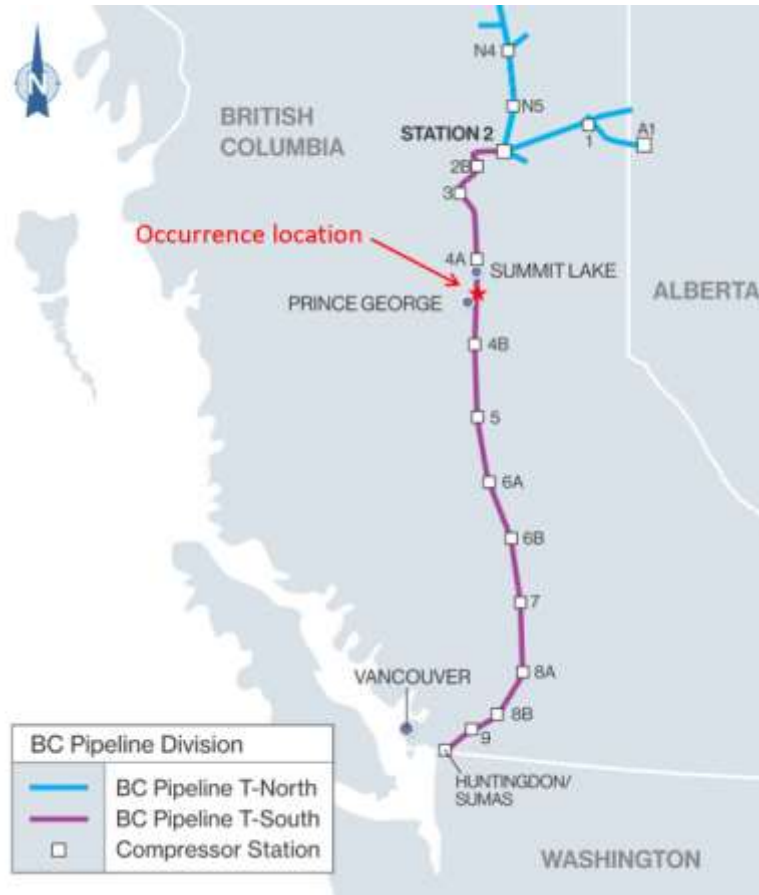 N
N4
N5
BRITISH
COLUMBIA
STATION 2
1
A1
2B
3
Occurrence location
4A
SUMMIT LAKE
ALBERTA
PRINCE GEORGE
4B
5
6A
6B
7
VANCOUVER
8A
8B
9
BC Pipeline Division
BC Pipeline T-North
BC Pipeline T-South
Compressor Station
HUNTINGDON/
SUMAS
WASHINGTON